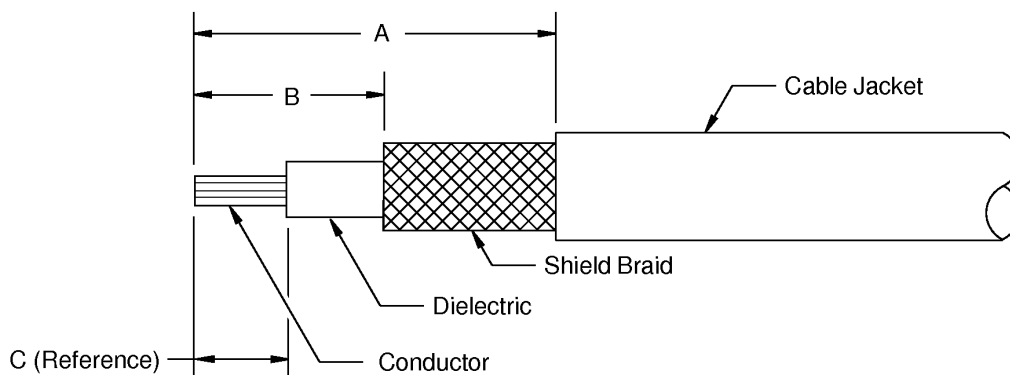 A
B
Cable Jacket
Shield Braid
Dielectric
C (Reference)
Conductor